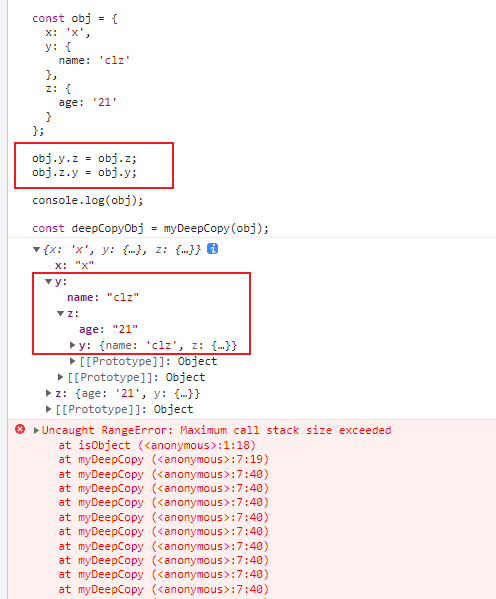 const obj = {
  x: 'x',
  y: {
    name: 'clz'
  },
  z: {
    age: '21'
  }
};
obj.y.z = obj.z;
obj.z.y = obj.y;
console.log(obj);
const deepCopyObj = myDeepCopy(obj);
▼{x: 'x', y: {…}, z: {…}} i
x: "x"
▼y:
name: "clz"
▼z:
age: "21"
▶y: {name: 'clz', z: {…}}
▶[[Prototype]]: Object
▶[[Prototype]]: Object
▶z: {age: '21', y: {…}}
▶[[Prototype]]: Object
▶Uncaught RangeError: Maximum call stack size exceeded
at isObject (<anonymous>:1:18)
at myDeepCopy (<anonymous>:7:19)
at myDeepCopy (<anonymous>:7:40)
at myDeepCopy (<anonymous>:7:40)
at myDeepCopy (<anonymous>:7:40)
at myDeepCopy (<anonymous>:7:40)
at myDeepCopy (<anonymous>:7:40)
at myDeepCopy (<anonymous>:7:40)
at myDeepCopy (<anonymous>:7:40)
at myDeepCopy (<anonymous>:7:40)
at myDeepCopy (<anonymous>:7:40)